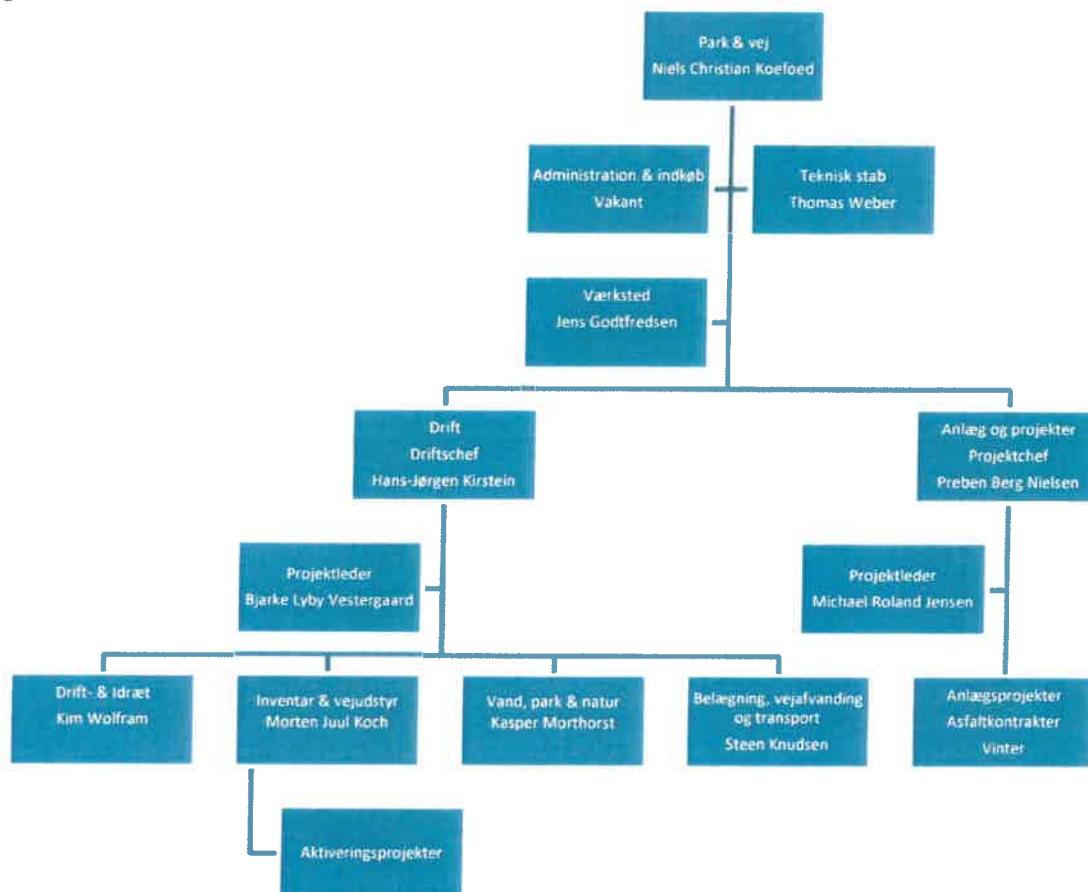 Park & vej
Niels Christian Koefoed
Administration & indkøb
Vakant
Teknisk stab
Thomas Weber
Værksted
Jens Godtfredsen
Drift
Driftschef
Hans-Jørgen Kirstein
Anlæg og projekter
Projektchef
Preben Berg Nielsen
Projektleder
Bjarke Lyby Vestergaard
Projektleder
Michael Roland Jensen
Drift- & Idræt
Kim Wolfram
Inventar & vejudstyr
Morten Juul Koch
Vand, park & natur
Kasper Morthorst
Belægning, vejafvanding
og transport
Steen Knudsen
Anlægsprojekter
Asfaltkontrakter
Vinter
Aktiveringsprojekter